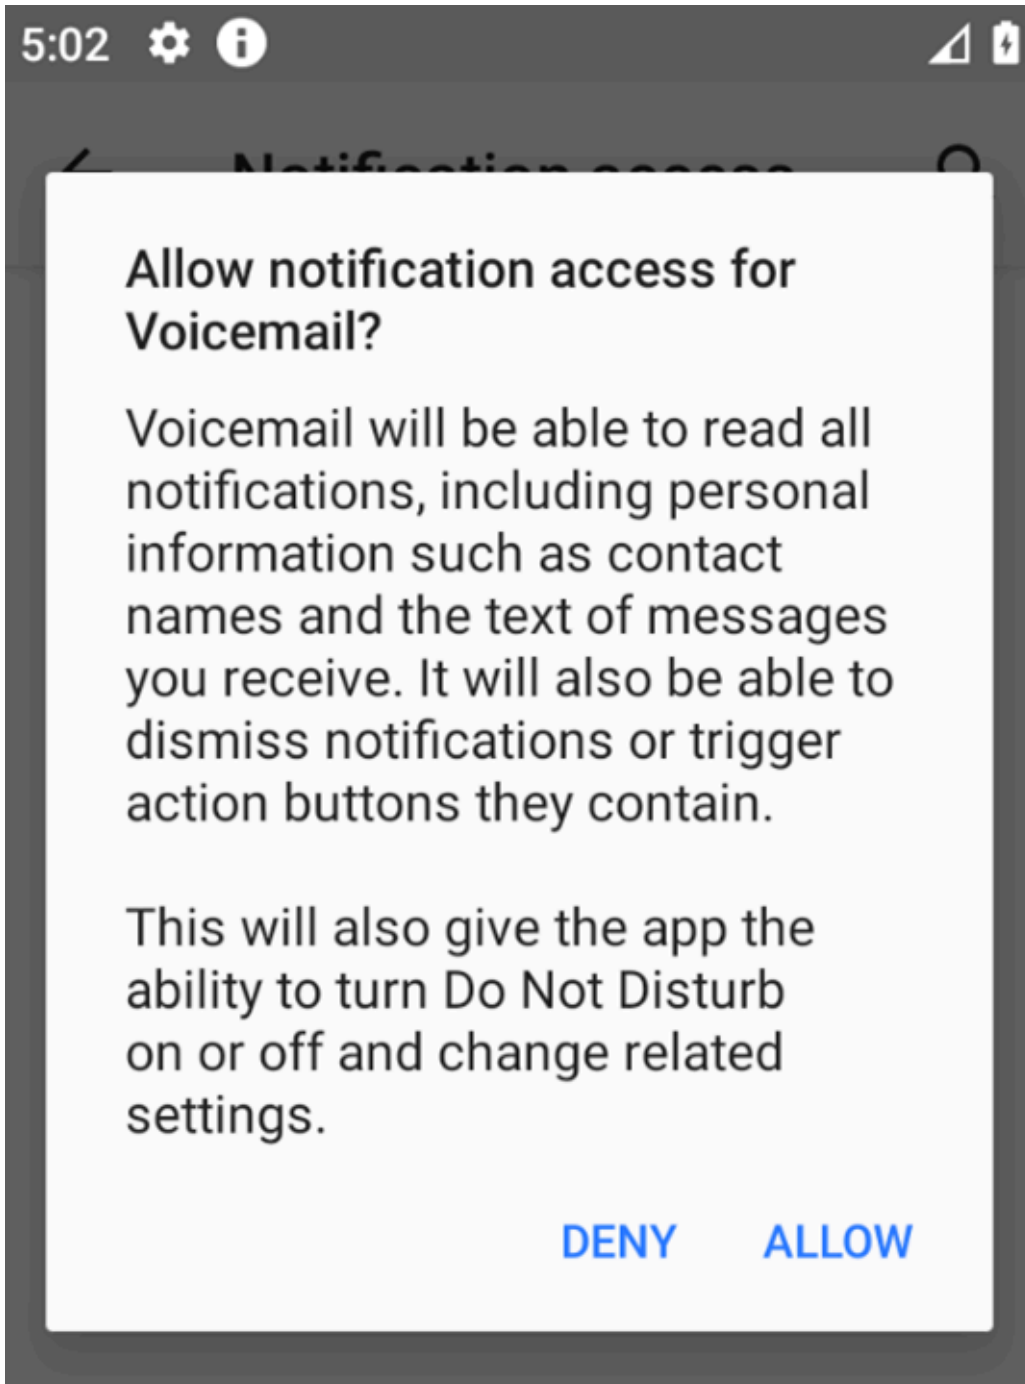 5:02
Notification access
Allow notification access for
Voicemail?
Voicemail will be able to read all
notifications, including personal
information such as contact
names and the text of messages
you receive. It will also be able to
dismiss notifications or trigger
action buttons they contain.
This will also give the app the
ability to turn Do Not Disturb
on or off and change related
settings.
DENY ALLOW